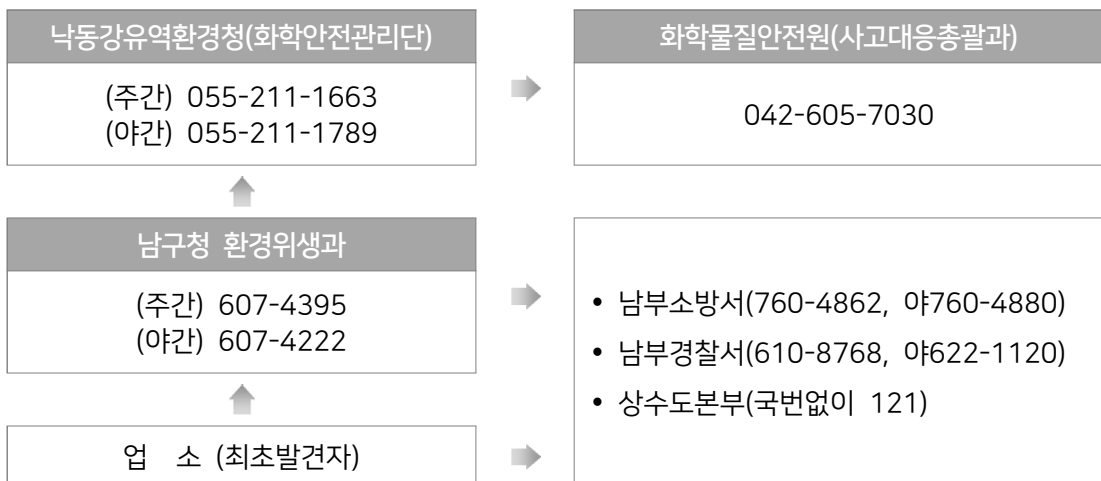 낙동강유역환경청(화학안전관리단)
(주간) 055-211-1663
(야간) 055-211-1789
화학물질안전원(사고대응총괄과)
042-605-7030
남구청 환경위생과
(주간) 607-4395
(야간) 607-4222
• 남부소방서(760-4862, 야760-4880)
• 남부경찰서(610-8768, 야622-1120)
• 상수도본부(국번없이 121)
업 소 (최초발견자)